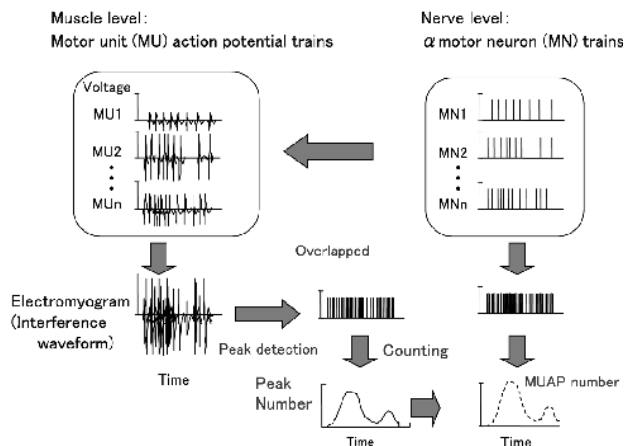 Muscle level:
Motor unit (MU) action potential trains
Nerve level:
α motor neuron (MN) trains
Voltage
MU1
MU2
MUn
MN1
MN2
MNn
Overlapped
Electromyogram
(Interference
waveform)
Peak detection
Counting
Time
Peak
Number
MUAP number
Time
Time